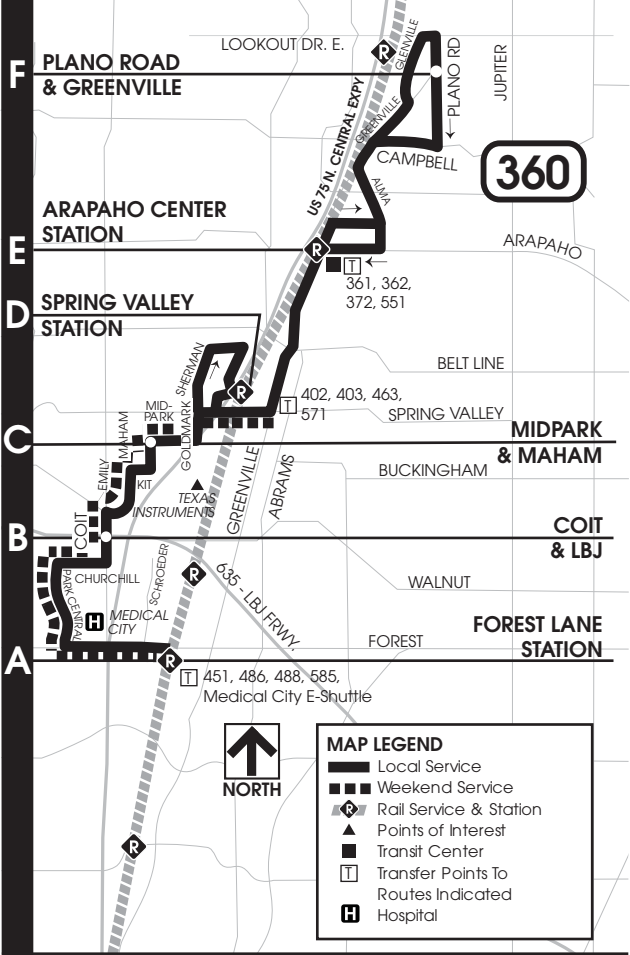 LOOKOUT DR. E.
GLENVILLE
F
PLANO ROAD
& GREENVILLE
PLANO RD
JUPITER
GREENVILLE
US 75 N. CENTRAL EXPY
CAMPBELL
360
ALMA
ARAPAHO CENTER
STATION
E
R
ARAPAHO
T
361, 362,
372, 551
D
SPRING VALLEY
STATION
SHERMAN
BELT LINE
R
T
402, 403, 463,
571
SPRING VALLEY
MID-
PARK
MAHAM
GOLDMARK
C
MIDPARK
& MAHAM
EMILY
KIT
TEXAS
INSTRUMENTS
GREENVILLE
ABRAMS
BUCKINGHAM
COIT
B
COIT
& LBJ
CHURCHILL
PARK CENTRAL
SCHROEDER
R
635 - LBJ FRWY.
WALNUT
H
MEDICAL
CITY
FOREST
FOREST LANE
STATION
A
R
T
451, 486, 488, 585,
Medical City E-Shuttle
NORTH
R
R
MAP LEGEND
Local Service
Weekend Service
R
Rail Service & Station
Points of Interest
Transit Center
T
Transfer Points To
Routes Indicated
H
Hospital